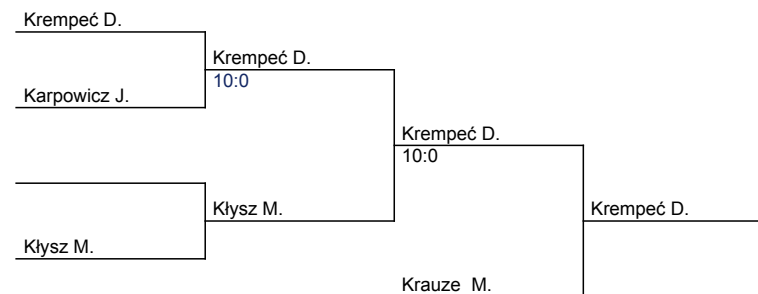 Krempeć D.
Krempeć D.
10:0
Karpowicz J.
Krempeć D.
10:0
Kłysz M.
Krempeć D.
Kłysz M.
Krauze M.